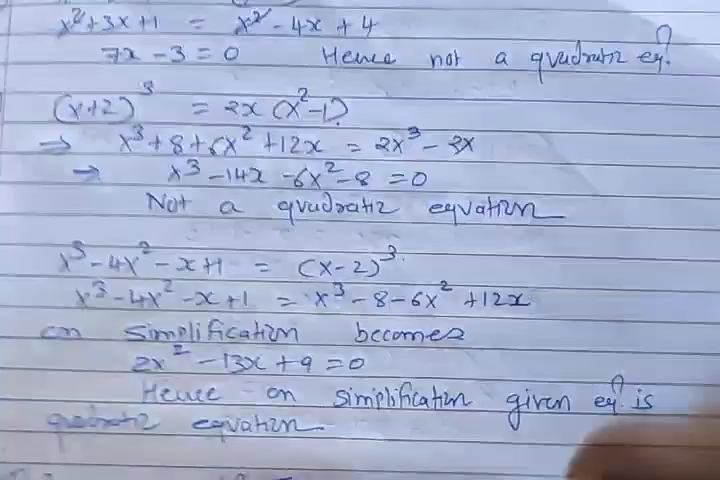 x²+3x+1 = x²-4x+4
7x-3=0 Hence not a quadratic eqⁿ.
(x+2)³ = 2x(x²-1)
⇒ x³+8+6x²+12x = 2x³-2x
→ x³-14x-6x²-8=0
Not a quadratic equation
x³-4x²-x+1 = (x-2)³
x³-4x²-x+1 = x³-8-6x²+12x
on simplification becomes
2x²-13x+9=0
Hence on simplification given eqⁿ. is
quadratic equation.